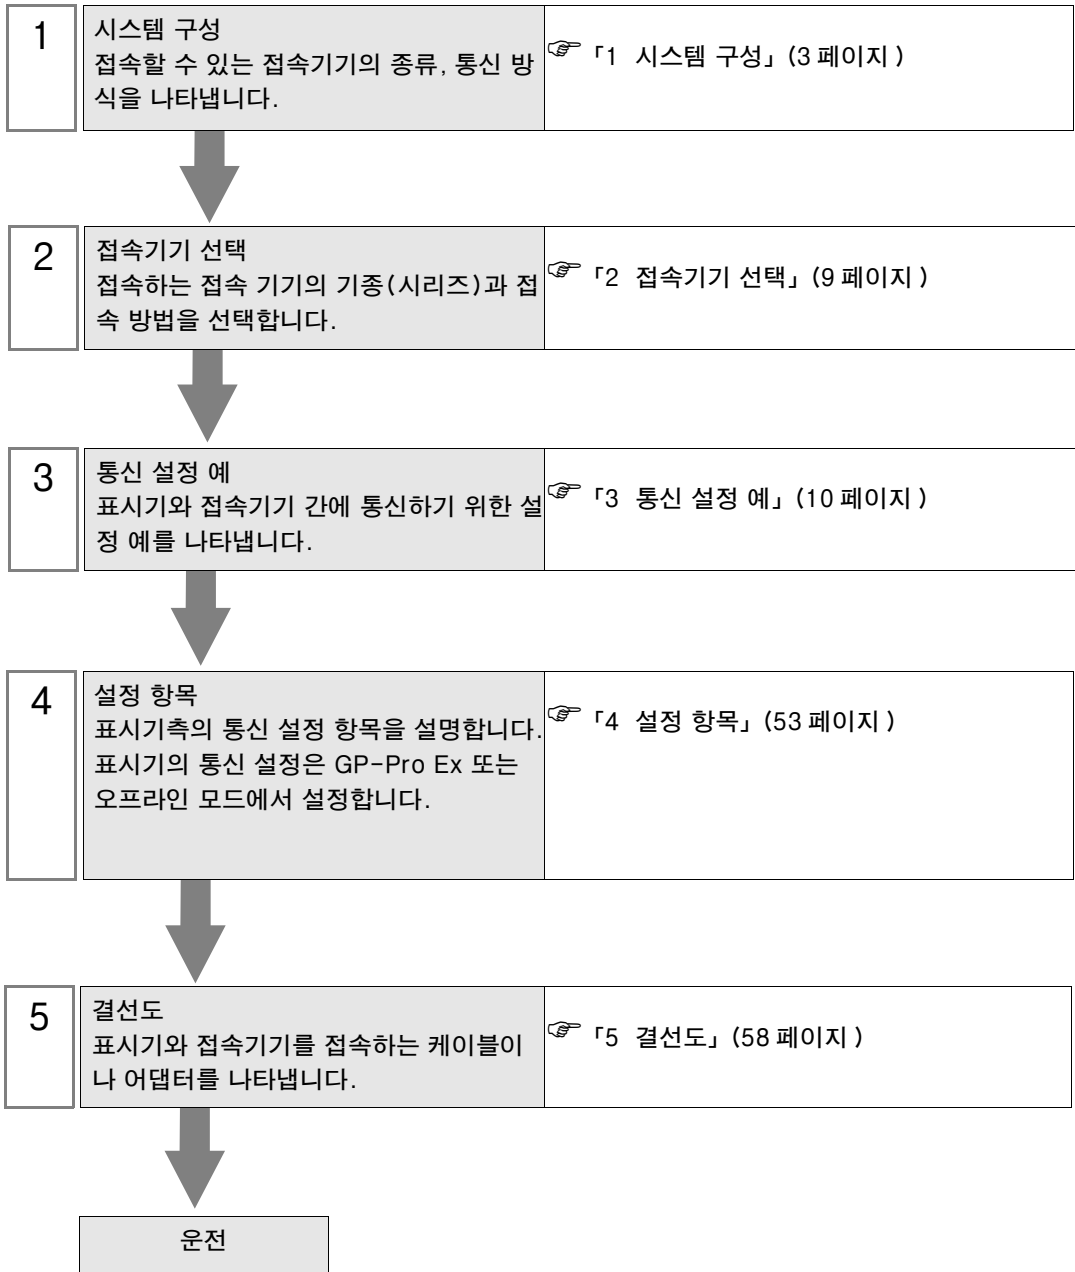 1
시스템 구성
접속할 수 있는 접속기기의 종류, 통신 방
식을 나타냅니다.
☞ 「1 시스템 구성」 (3 페이지 )
2
접속기기 선택
접속하는 접속 기기의 기종(시리즈)과 접
속 방법을 선택합니다.
☞ 「2 접속기기 선택」 (9 페이지 )
3
통신 설정 예
표시기와 접속기기 간에 통신하기 위한 설
정 예를 나타냅니다.
☞ 「3 통신 설정 예」 (10 페이지 )
4
설정 항목
표시기측의 통신 설정 항목을 설명합니다.
표시기의 통신 설정은 GP-Pro Ex 또는
오프라인 모드에서 설정합니다.
☞ 「4 설정 항목」 (53 페이지 )
5
결선도
표시기와 접속기기를 접속하는 케이블이
나 어댑터를 나타냅니다.
☞ 「5 결선도」 (58 페이지 )
운전